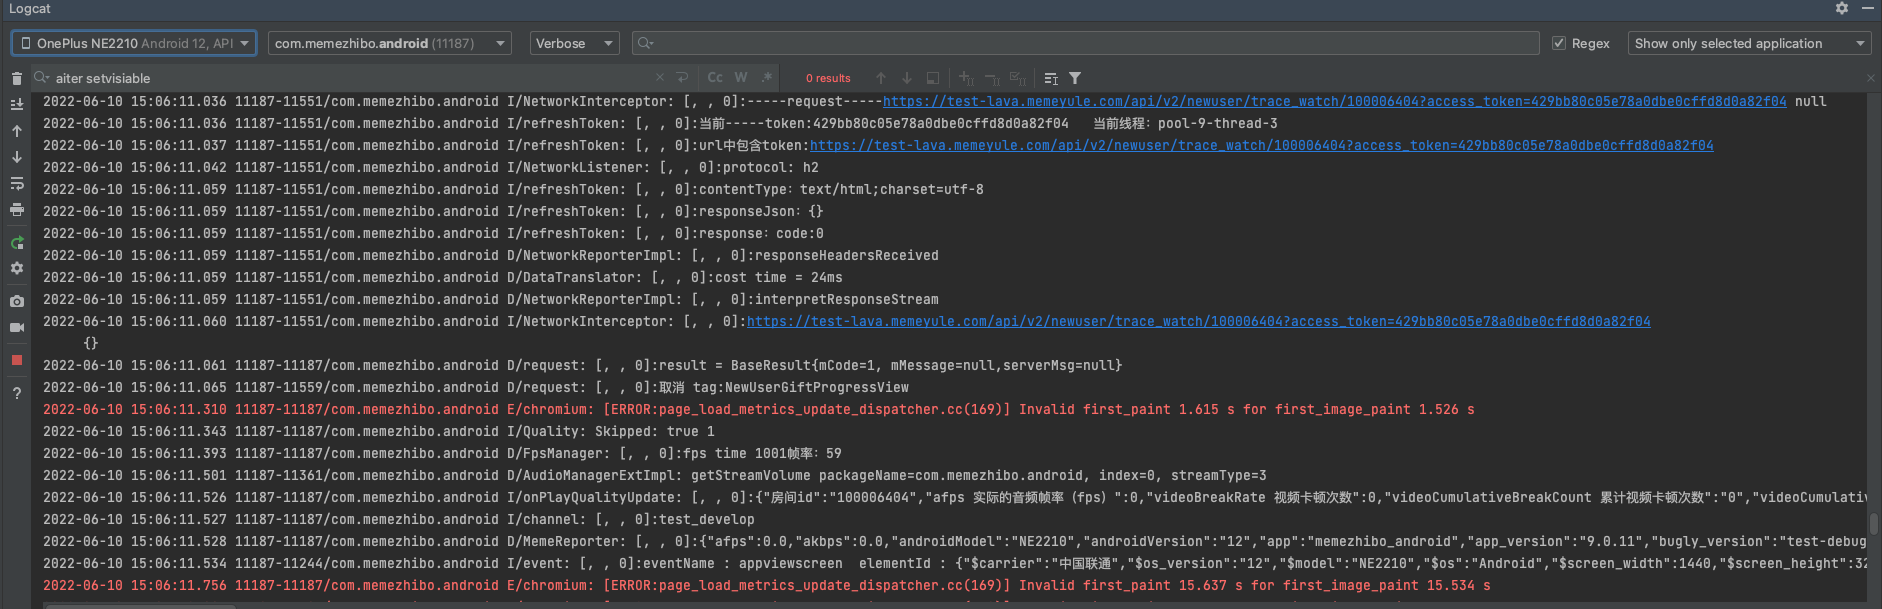 Logcat
OnePlus NE2210 Android 12, API com.memezhibo.android (11187) Verbose Regex Show only selected application
aiter setvisiable Cc W .* 0 results
2022-06-10 15:06:11.036 11187-11551/com.memezhibo.android I/NetworkInterceptor: [, , 0]:-----request-----https://test-lava.memeyule.com/api/v2/newuser/trace_watch/100006404?access_token=429bb80c05e78a0dbe0cffd8d0a82f04 null
2022-06-10 15:06:11.036 11187-11551/com.memezhibo.android I/refreshToken: [, , 0]:当前-----token:429bb80c05e78a0dbe0cffd8d0a82f04 当前线程: pool-9-thread-3
2022-06-10 15:06:11.037 11187-11551/com.memezhibo.android I/refreshToken: [, , 0]:url中包含token:https://test-lava.memeyule.com/api/v2/newuser/trace_watch/100006404?access_token=429bb80c05e78a0dbe0cffd8d0a82f04
2022-06-10 15:06:11.042 11187-11551/com.memezhibo.android I/NetworkListener: [, , 0]:protocol: h2
2022-06-10 15:06:11.059 11187-11551/com.memezhibo.android I/refreshToken: [, , 0]:contentType: text/html;charset=utf-8
2022-06-10 15:06:11.059 11187-11551/com.memezhibo.android I/refreshToken: [, , 0]:responseJson: {}
2022-06-10 15:06:11.059 11187-11551/com.memezhibo.android I/refreshToken: [, , 0]:response: code:0
2022-06-10 15:06:11.059 11187-11551/com.memezhibo.android D/NetworkReporterImpl: [, , 0]:responseHeadersReceived
2022-06-10 15:06:11.059 11187-11551/com.memezhibo.android D/DataTranslator: [, , 0]:cost time = 24ms
2022-06-10 15:06:11.059 11187-11551/com.memezhibo.android D/NetworkReporterImpl: [, , 0]:interpretResponseStream
2022-06-10 15:06:11.060 11187-11551/com.memezhibo.android I/NetworkInterceptor: [, , 0]:https://test-lava.memeyule.com/api/v2/newuser/trace_watch/100006404?access_token=429bb80c05e78a0dbe0cffd8d0a82f04
{}
2022-06-10 15:06:11.061 11187-11187/com.memezhibo.android D/request: [, , 0]:result = BaseResult{mCode=1, mMessage=null,serverMsg=null}
2022-06-10 15:06:11.065 11187-11559/com.memezhibo.android D/request: [, , 0]:取消 tag:NewUserGiftProgressView
2022-06-10 15:06:11.310 11187-11187/com.memezhibo.android E/chromium: [ERROR:page_load_metrics_update_dispatcher.cc(169)] Invalid first_paint 1.615 s for first_image_paint 1.526 s
2022-06-10 15:06:11.343 11187-11187/com.memezhibo.android I/Quality: Skipped: true 1
2022-06-10 15:06:11.393 11187-11187/com.memezhibo.android D/FpsManager: [, , 0]:fps time 1001帧率: 59
2022-06-10 15:06:11.501 11187-11361/com.memezhibo.android D/AudioManagerExtImpl: getStreamVolume packageName=com.memezhibo.android, index=0, streamType=3
2022-06-10 15:06:11.526 11187-11187/com.memezhibo.android I/onPlayQualityUpdate: [, , 0]:{"房间id":"100006404","afps 实际的音频帧率（fps）":0,"videoBreakRate 视频卡顿次数":0,"videoCumulativeBreakCount 累计视频卡顿次数":"0","videoCumulativ
2022-06-10 15:06:11.527 11187-11187/com.memezhibo.android I/channel: [, , 0]:test_develop
2022-06-10 15:06:11.528 11187-11187/com.memezhibo.android D/MemeReporter: [, , 0]:{"afps":0.0,"akbps":0.0,"androidModel":"NE2210","androidVersion":"12","app":"memezhibo_android","app_version":"9.0.11","bugly_version":"test-debug
2022-06-10 15:06:11.534 11187-11244/com.memezhibo.android I/event: [, , 0]:eventName : appviewscreen elementId : {"$carrier":"中国联通","$os_version":"12","$model":"NE2210","$os":"Android","$screen_width":1440,"$screen_height":32
2022-06-10 15:06:11.756 11187-11187/com.memezhibo.android E/chromium: [ERROR:page_load_metrics_update_dispatcher.cc(169)] Invalid first_paint 15.637 s for first_image_paint 15.534 s